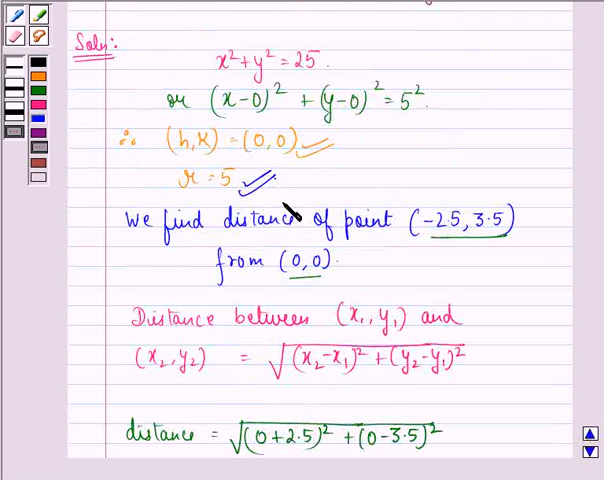 Soln:
x² + y² = 25.
or (x-0)² + (y-0)² = 5².
∴ (h, K) = (0, 0)
r = 5
We find distance of point (-2.5, 3.5)
from (0, 0).
Distance between (x₁, y₁) and
(x₂, y₂) = √(x₂-x₁)² + (y₂-y₁)²
distance = √(0+2.5)² + (0-3.5)²